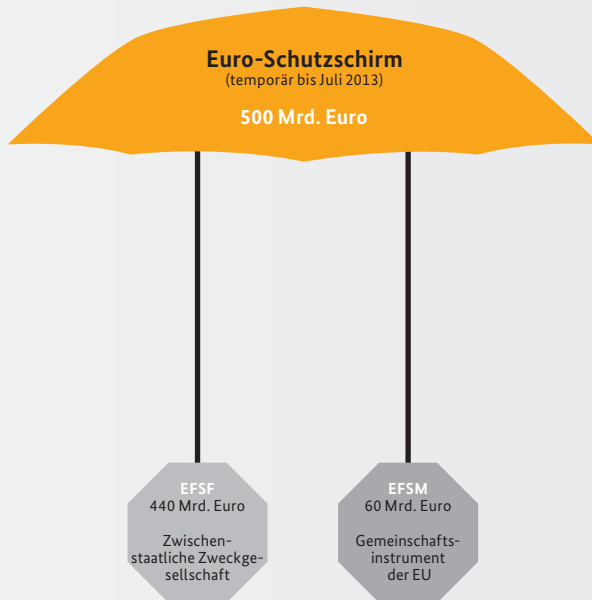 Euro-Schutzschirm
(temporär bis Juli 2013)
500 Mrd. Euro
EFSF
440 Mrd. Euro
Zwischen-
staatliche Zweckge-
sellschaft
EFSM
60 Mrd. Euro
Gemeinschafts-
instrument
der EU